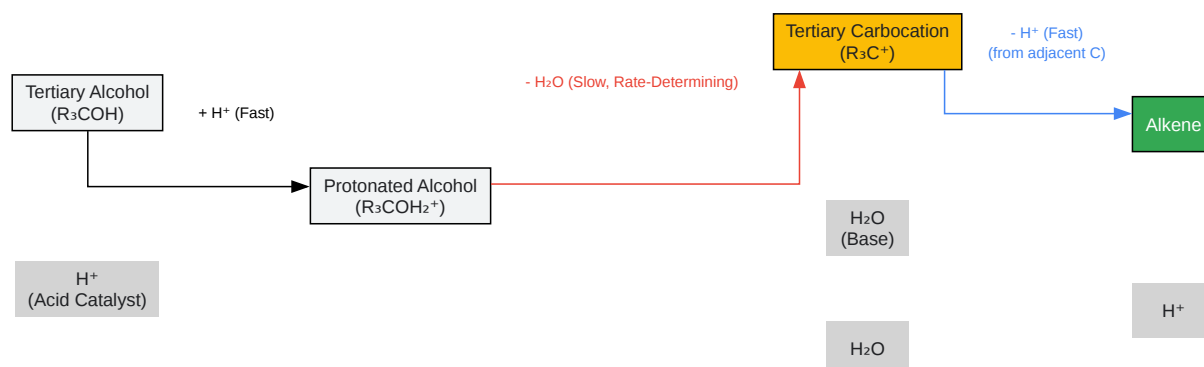 Tertiary Alcohol
(R₃COH)
+ H⁺ (Fast)
Protonated Alcohol
(R₃COH₂⁺)
- H₂O (Slow, Rate-Determining)
Tertiary Carbocation
(R₃C⁺)
- H⁺ (Fast)
(from adjacent C)
Alkene
H⁺
(Acid Catalyst)
H₂O
(Base)
H₂O
H⁺